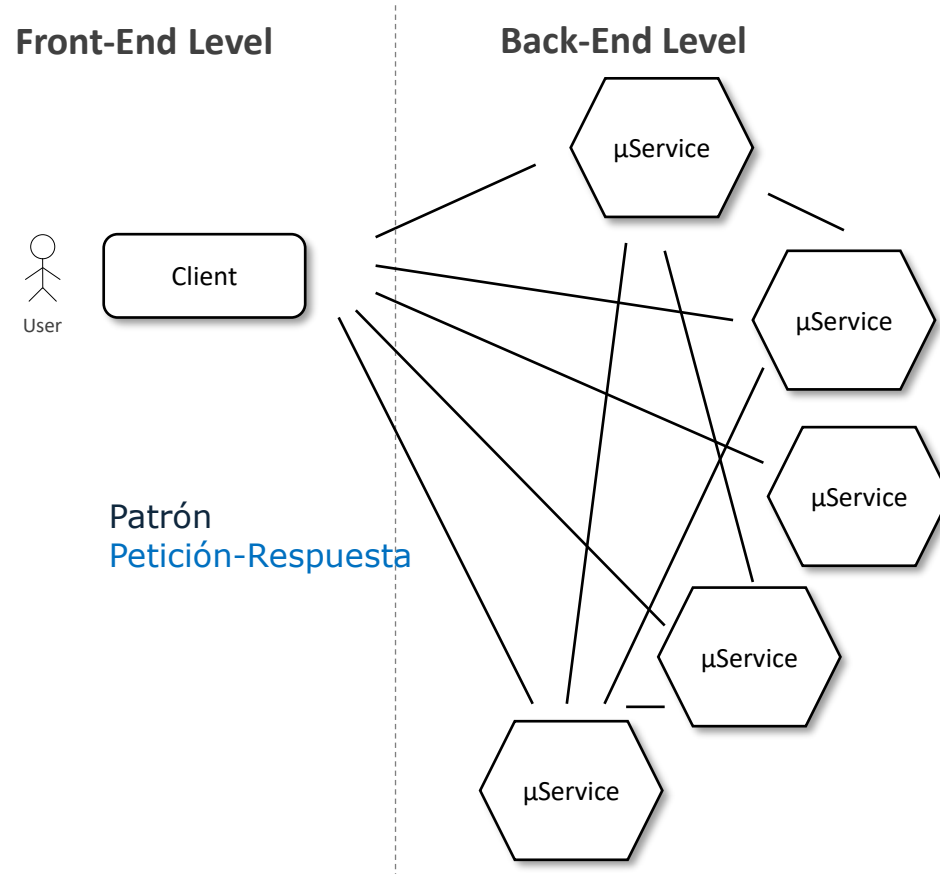 Front-End Level
Back-End Level
μService
Client
User
μService
μService
Patrón
Petición-Respuesta
μService
μService